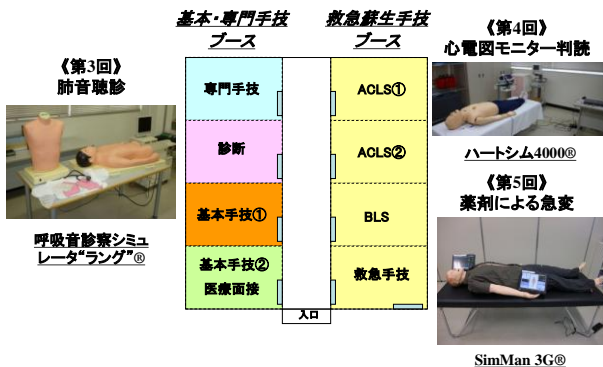 基本・専門手技
ブース
救急蘇生手技
ブース
《第3回》
肺音聴診
呼吸音診察シミュ
レータ“ラング”®
専門手技
診断
基本手技①
基本手技②
医療面接
ACLS①
ACLS②
BLS
救急手技
入口
《第4回》
心電図モニター判読
ハートシム4000®
《第5回》
薬剤による急変
SimMan 3G®